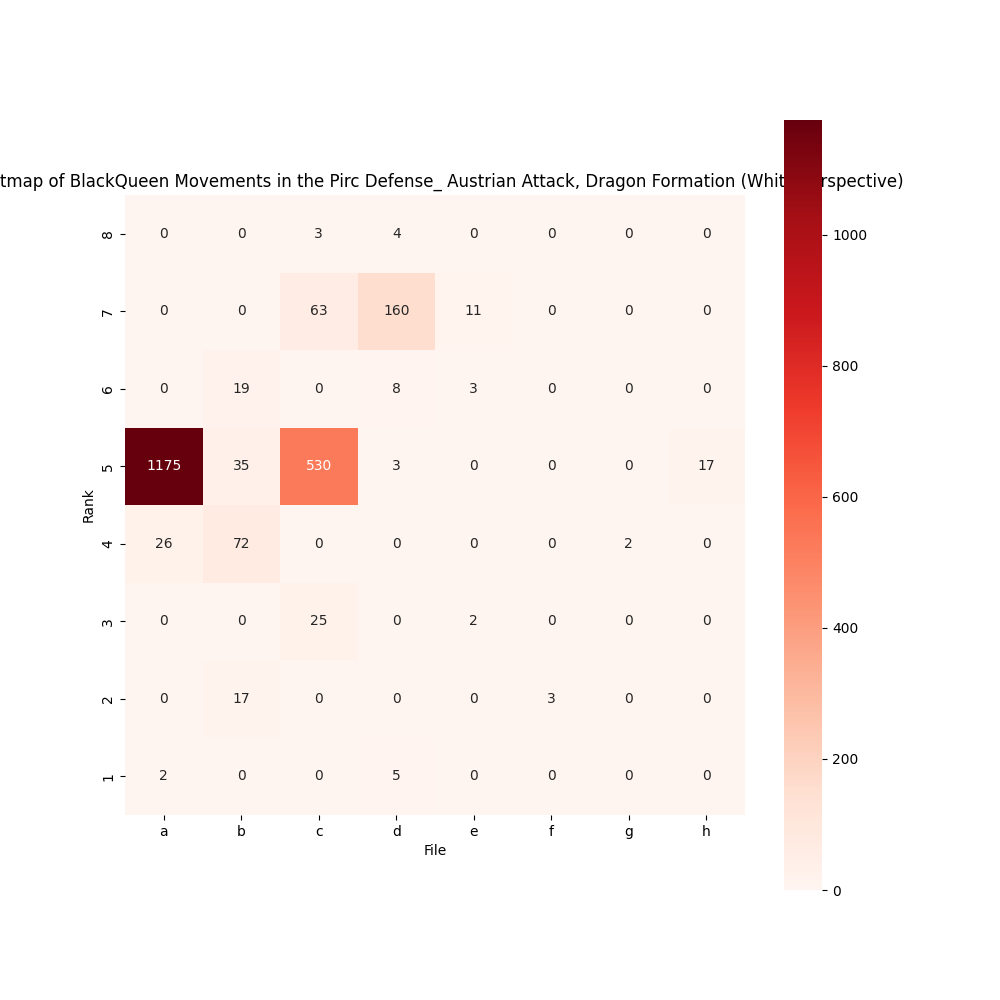 tmap of BlackQueen Movements in the Pirc Defense_ Austrian Attack, Dragon Formation (White Perspective)
8 0 0 3 4 0 0 0 0
7 0 0 63 160 11 0 0 0
6 0 19 0 8 3 0 0 0
5 1175 35 530 3 0 0 0 17
4 26 72 0 0 0 0 2 0
3 0 0 25 0 2 0 0 0
2 0 17 0 0 0 3 0 0
1 2 0 0 5 0 0 0 0
a b c d e f g h
File
Rank
1000
800
600
400
200
0